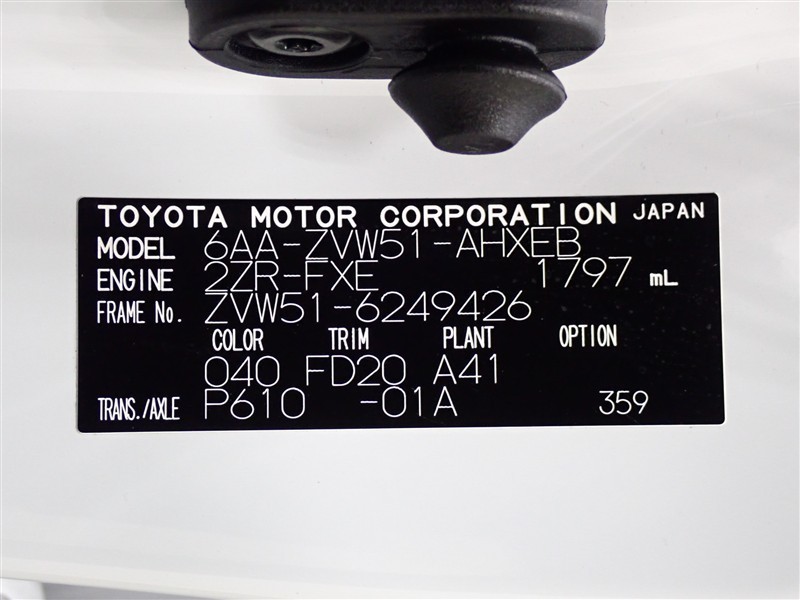 TOYOTA MOTOR CORPORATION JAPAN
MODEL 6AA-ZVW51-AHXEB
ENGINE 2ZR-FXE 1797 mL
FRAME No. ZVW51-6249426
COLOR TRIM PLANT OPTION
040 FD20 A41
TRANS./AXLE P610 -01A 359